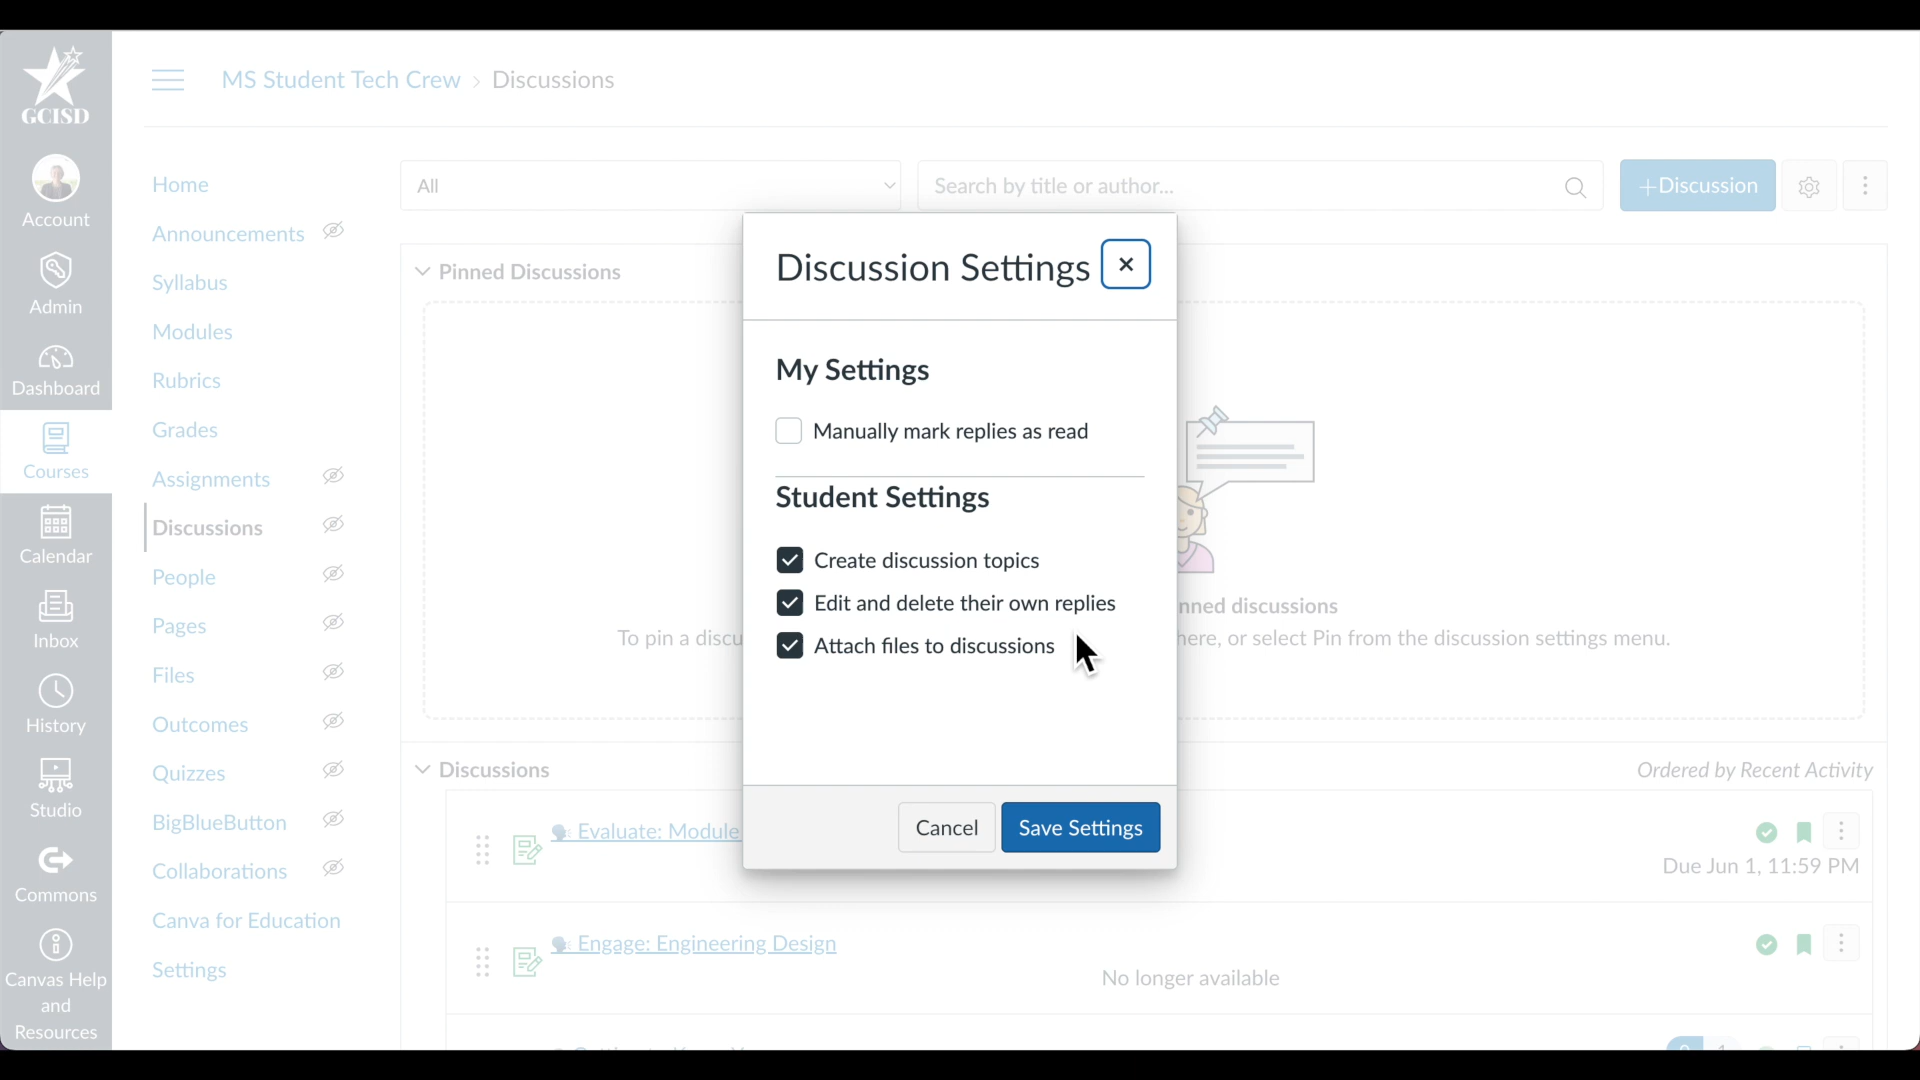 GCISD
Account
Admin
Dashboard
Courses
Calendar
Inbox
History
Studio
Commons
Canvas Help
and
Resources
MS Student Tech Crew › Discussions
Home
Announcements
Syllabus
Modules
Rubrics
Grades
Assignments
Discussions
People
Pages
Files
Outcomes
Quizzes
BigBlueButton
Collaborations
Canva for Education
Settings
All
Search by title or author...
+Discussion
Pinned Discussions
nned discussions
To pin a discu
here, or select Pin from the discussion settings menu.
Discussion Settings
My Settings
Manually mark replies as read
Student Settings
Create discussion topics
Edit and delete their own replies
Attach files to discussions
Cancel
Save Settings
Discussions
Ordered by Recent Activity
Evaluate: Module
Due Jun 1, 11:59 PM
Engage: Engineering Design
No longer available